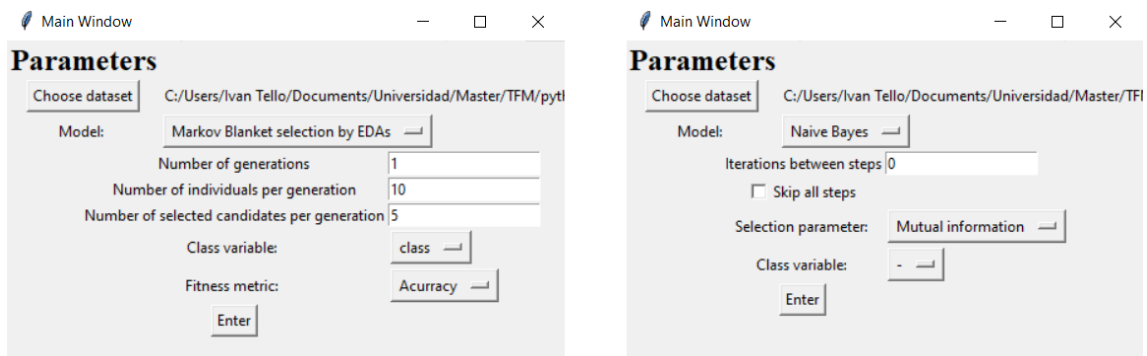 Main Window
Parameters
Choose dataset C:/Users/Ivan Tello/Documents/Universidad/Master/TFM/pyth
Model: Markov Blanket selection by EDAs
Number of generations 1
Number of individuals per generation 10
Number of selected candidates per generation 5
Class variable: class
Fitness metric: Acurracy
Enter
Main Window
Parameters
Choose dataset C:/Users/Ivan Tello/Documents/Universidad/Master/TF
Model: Naive Bayes
Iterations between steps 0
Skip all steps
Selection parameter: Mutual information
Class variable: -
Enter